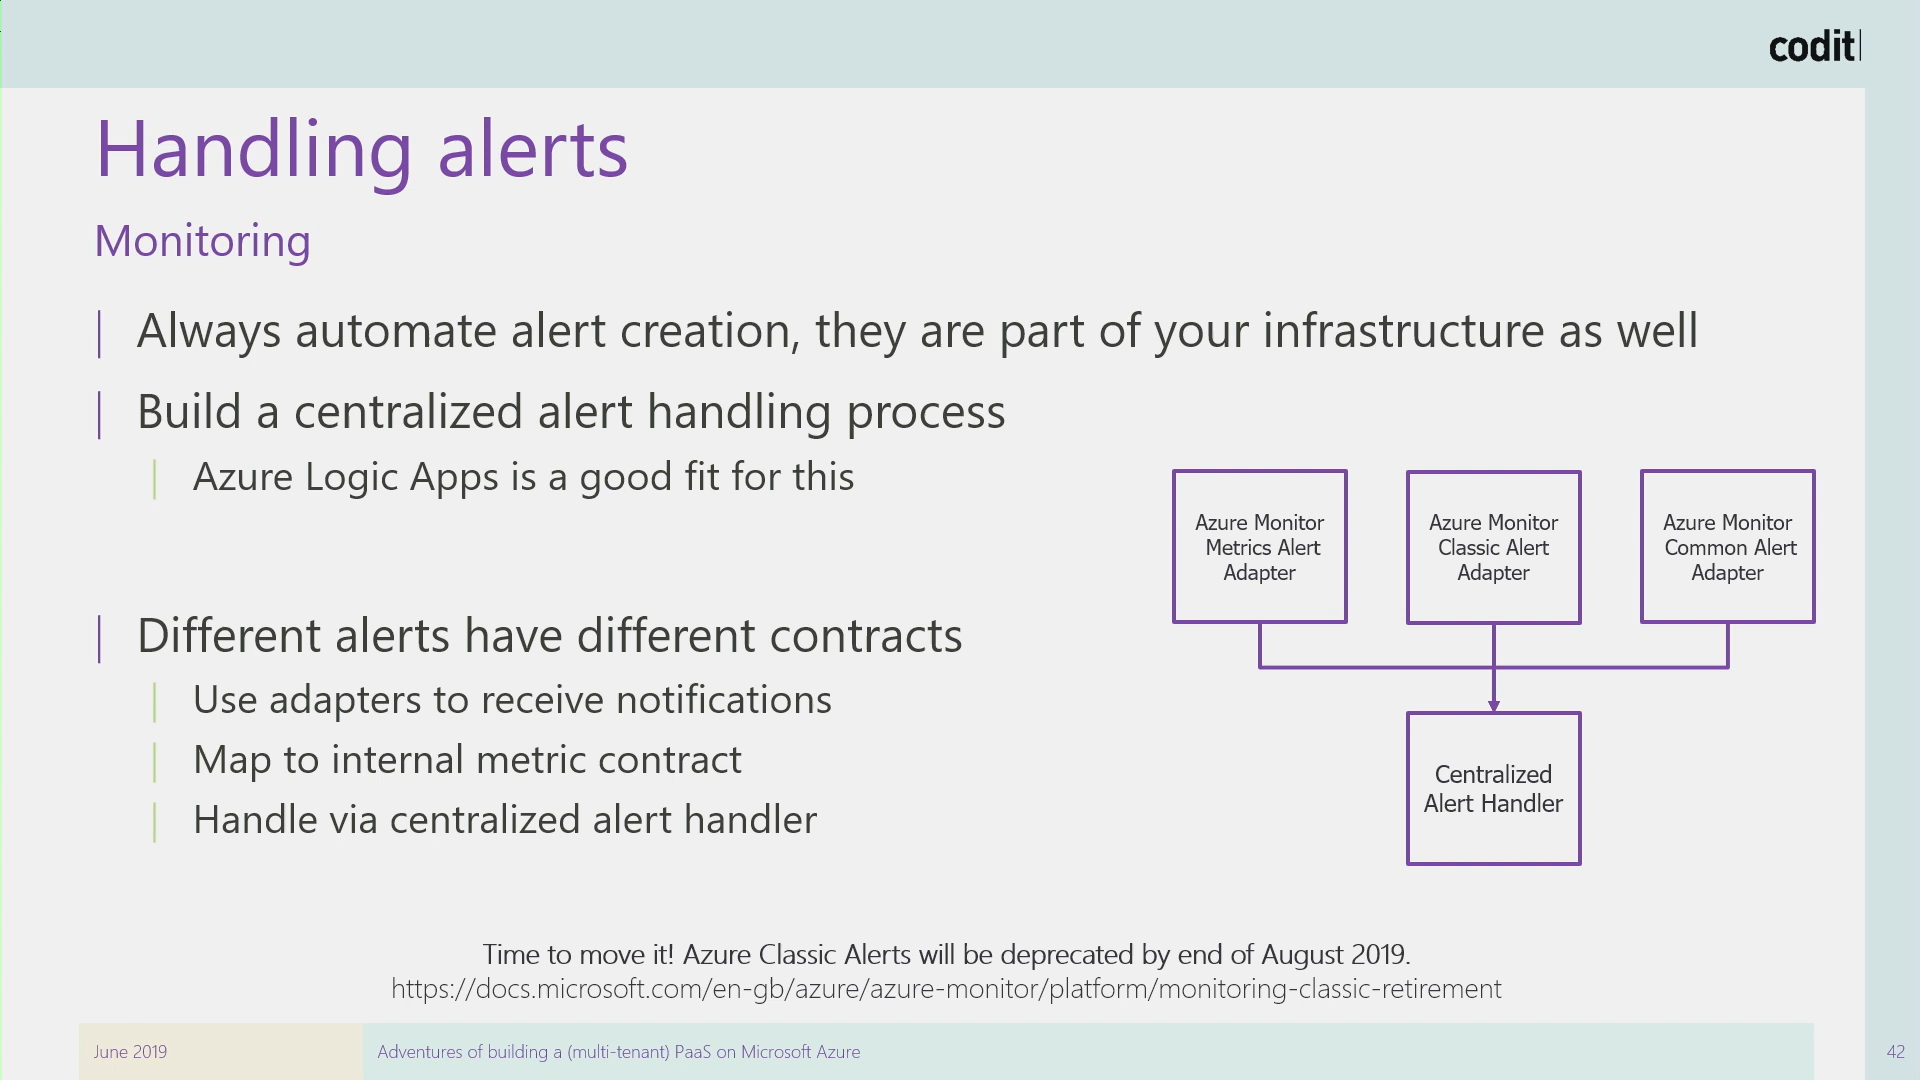 codit
Handling alerts
Monitoring
Always automate alert creation, they are part of your infrastructure as well
Build a centralized alert handling process
Azure Logic Apps is a good fit for this
Different alerts have different contracts
Use adapters to receive notifications
Map to internal metric contract
Handle via centralized alert handler
Azure Monitor
Metrics Alert
Adapter
Azure Monitor
Classic Alert
Adapter
Azure Monitor
Common Alert
Adapter
Centralized
Alert Handler
Time to move it! Azure Classic Alerts will be deprecated by end of August 2019.
https://docs.microsoft.com/en-gb/azure/azure-monitor/platform/monitoring-classic-retirement
June 2019
Adventures of building a (multi-tenant) PaaS on Microsoft Azure
42